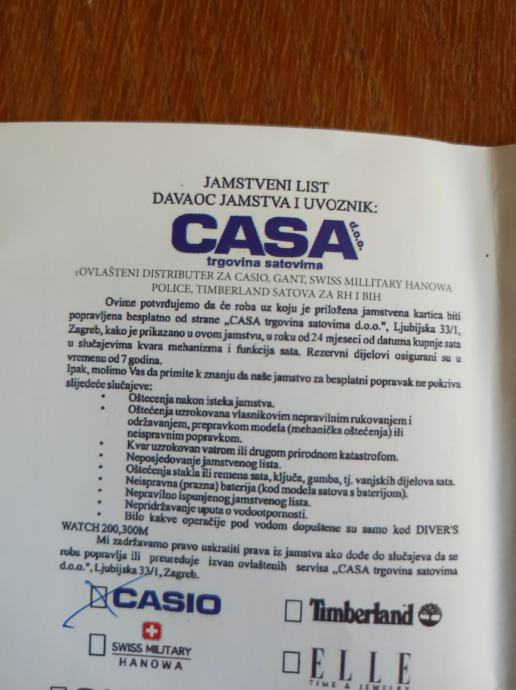 JAMSTVENI LIST
DAVAOC JAMSTVA I UVOZNIK:
CASA d.o.o.
trgovina satovima
OVLAŠTENI DISTRIBUTER ZA CASIO, GANT, SWISS MILLITARY HANOWA
POLICE, TIMBERLAND SATOVA ZA RH I BIH
Ovime potvrđujemo da će roba uz koju je priložena jamstvena kartica biti
popravljena besplatno od strane „CASA trgovina satovima d.o.o.", Ljubijska 33/1,
Zagreb, kako je prikazano u ovom jamstvu, u roku od 24 mjeseci od datuma kupnje sata
u slučajevima kvara mehanizma i funkcija sata. Rezervni dijelovi osigurani su u
vremenu od 7 godina.
Ipak, molimo Vas da primite k znanju da naše jamstvo za besplatni popravak ne pokriva
slijedeće slučajeve:
• Oštećenja nakon isteka jamstva.
• Oštećenja uzrokovana vlasnikovim nepravilnim rukovanjem i
održavanjem, prepravkom modela (mehanička oštećenja) ili
neispravnim popravkom.
• Kvar uzrokovan vatrom ili drugom prirodnom katastrofom.
• Neposjedovanje jamstvenog lista.
• Oštećenja stakla ili remena sata, ključa, gumba, tj. vanjskih dijelova sata.
• Neispravna (prazna) baterija (kod modela satova s baterijom).
• Nepravilno ispunjenog jamstvenog lista.
• Nepridržavanje uputa o vodootpornosti.
• Bilo kakve operacije pod vodom dopuštene su samo kod DIVER'S
WATCH 200,300M
Mi zadržavamo pravo uskratiti prava iz jamstva ako dođe do slučajeva da se
roba popravlja ili preuređuje izvan ovlaštenih servisa „CASA trgovina satovima
d.o.o.", Ljubijska 33/1, Zagreb.
CASIO
Timberland
SWISS MILITARY
HANOWA
ELLE
TIME & JEWELRY